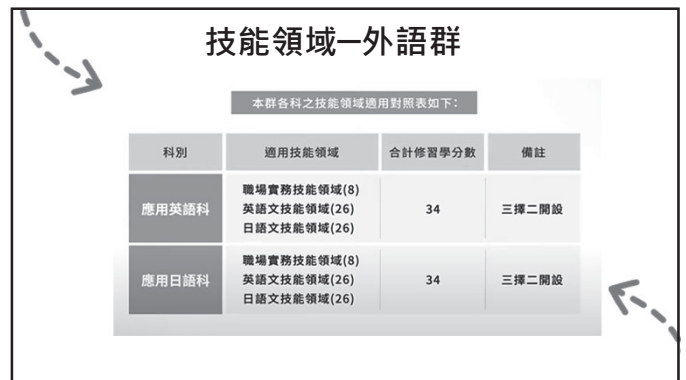 技能領域─外語群
本群各科之技能領域適用對照表如下：
科別 適用技能領域 合計修習學分數 備註
應用英語科
職場實務技能領域(8)
英語文技能領域(26)
日語文技能領域(26)
34
三擇二開設
應用日語科
職場實務技能領域(8)
英語文技能領域(26)
日語文技能領域(26)
34
三擇二開設